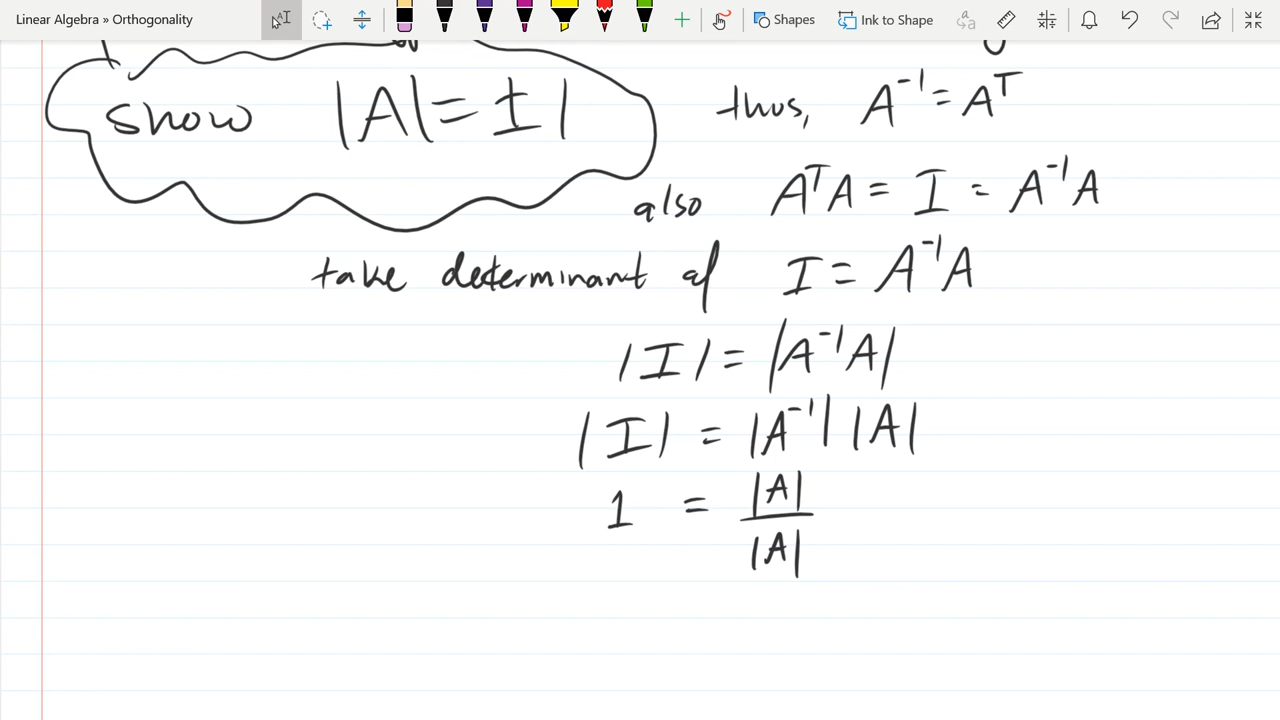 Linear Algebra » Orthogonality
Shapes
Ink to Shape
show |A| = ±1
thus, A⁻¹ = Aᵀ
also AᵀA = I = A⁻¹A
take determinant of I = A⁻¹A
|I| = |A⁻¹A|
|I| = |A⁻¹| |A|
1 = |A| / |A|